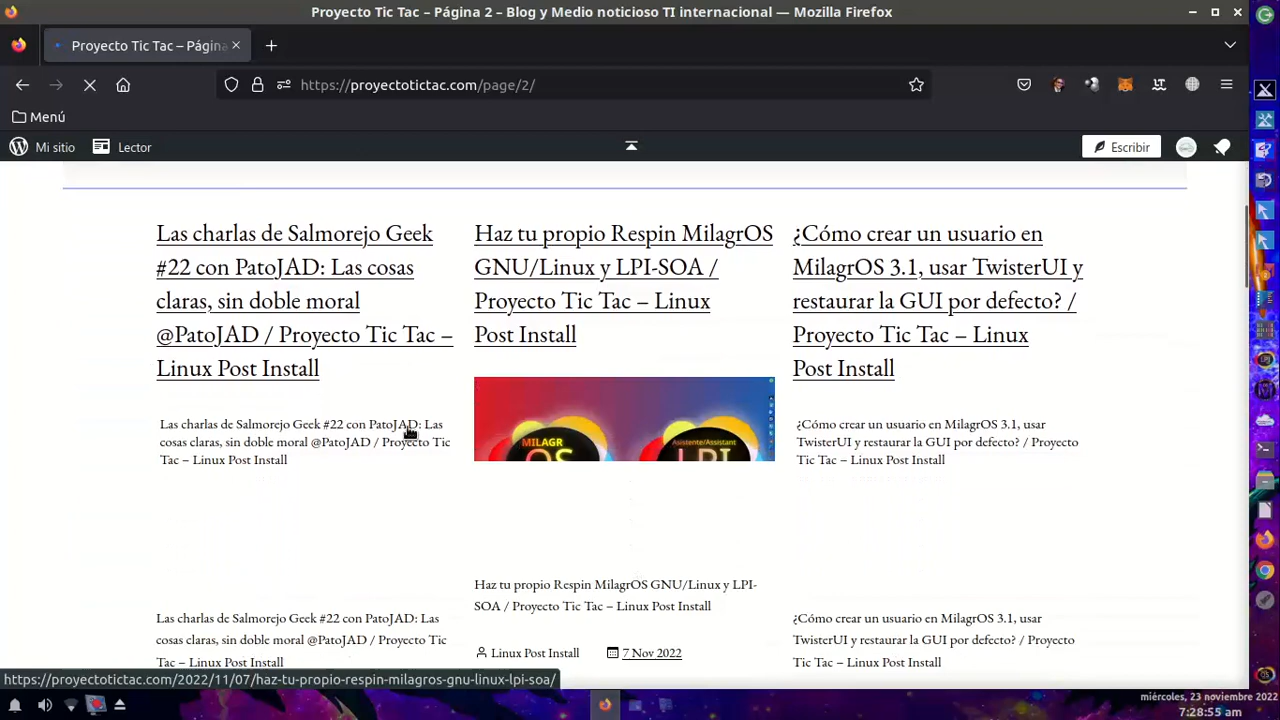 Proyecto Tic Tac – Página 2 – Blog y Medio noticioso TI internacional — Mozilla Firefox
Proyecto Tic Tac – Página
https://proyectotictac.com/page/2/
Menú
Mi sitio
Lector
Escribir
Las charlas de Salmorejo Geek
#22 con PatoJAD: Las cosas
claras, sin doble moral
@PatoJAD / Proyecto Tic Tac –
Linux Post Install
Las charlas de Salmorejo Geek #22 con PatoJAD: Las
cosas claras, sin doble moral @PatoJAD / Proyecto Tic Tac
Tac – Linux Post Install
Las charlas de Salmorejo Geek #22 con PatoJAD: Las
cosas claras, sin doble moral @PatoJAD / Proyecto Tic
Tac – Linux Post Install
Haz tu propio Respin MilagrOS
GNU/Linux y LPI-SOA /
Proyecto Tic Tac – Linux
Post Install
MILAGR
OS
Asistente/Assistant
LPI
Haz tu propio Respin MilagrOS GNU/Linux y LPI-
SOA / Proyecto Tic Tac – Linux Post Install
Linux Post Install
7 Nov 2022
¿Cómo crear un usuario en
MilagrOS 3.1, usar TwisterUI y
restaurar la GUI por defecto? /
Proyecto Tic Tac – Linux
Post Install
¿Cómo crear un usuario en MilagrOS 3.1, usar
TwisterUI y restaurar la GUI por defecto? / Proyecto
Tic Tac – Linux Post Install
¿Cómo crear un usuario en MilagrOS 3.1, usar
TwisterUI y restaurar la GUI por defecto? / Proyecto
Tic Tac – Linux Post Install
https://proyectotictac.com/2022/11/07/haz-tu-propio-respin-milagros-gnu-linux-lpi-soa/
miércoles, 23 noviembre 2022
7:28:55 am